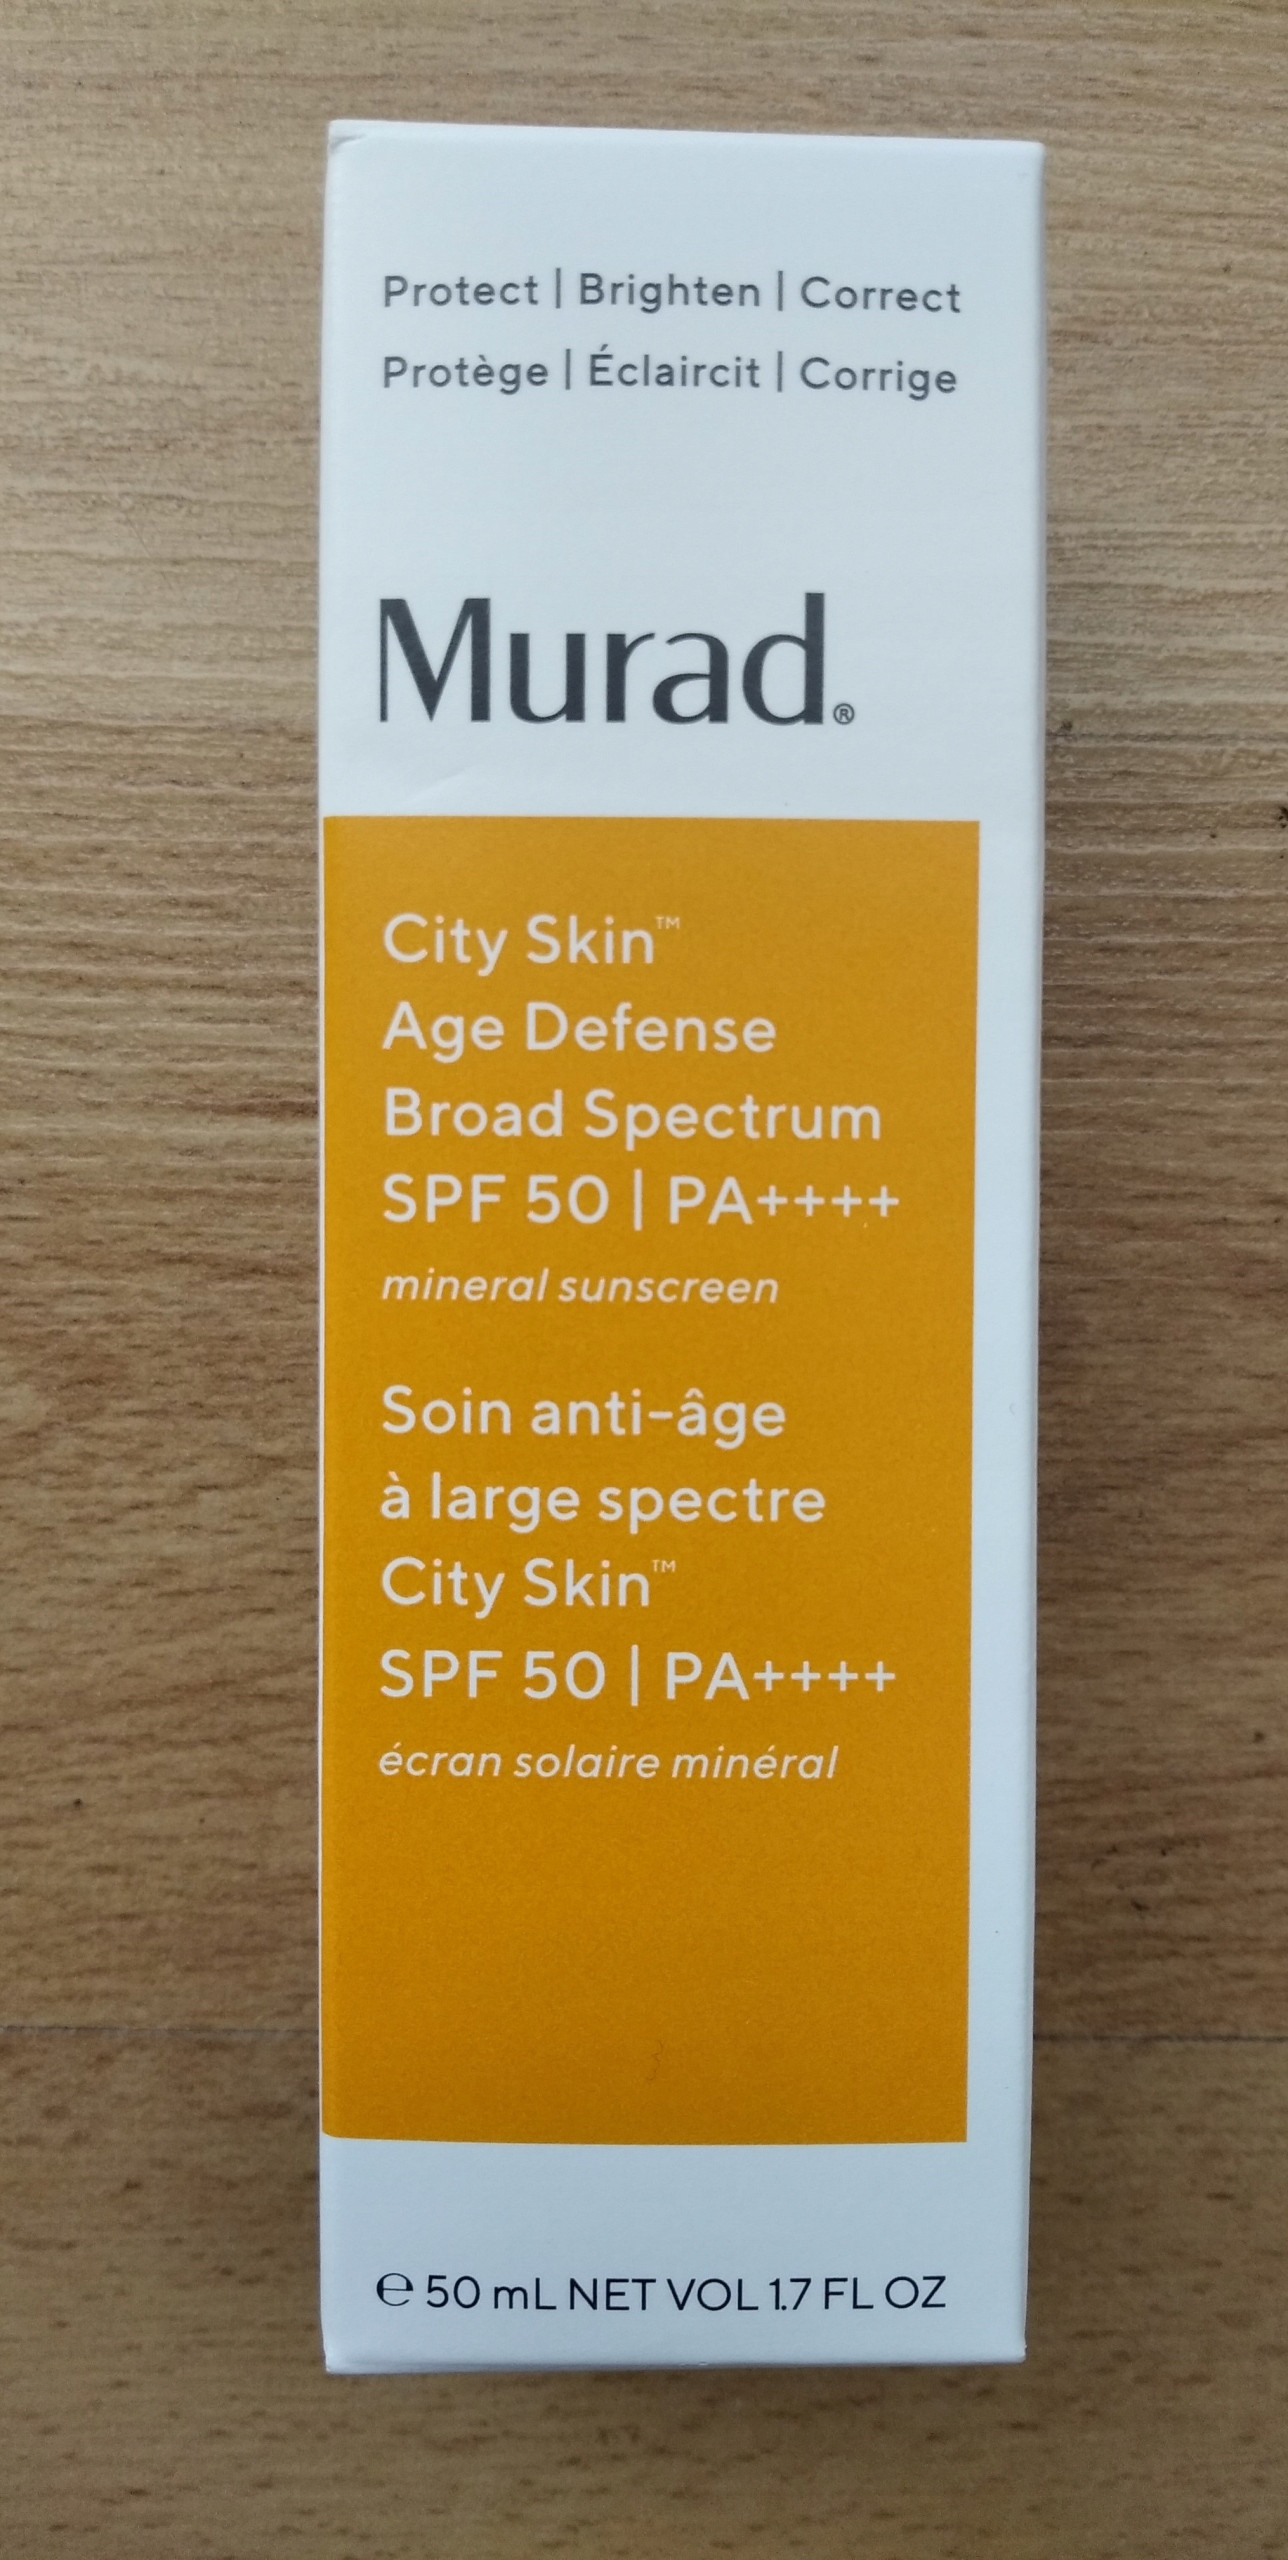 Protect | Brighten | Correct
Protège | Éclaircit | Corrige
Murad®
City Skin™
Age Defense
Broad Spectrum
SPF 50 | PA++++
mineral sunscreen
Soin anti-âge
à large spectre
City Skin™
SPF 50 | PA++++
écran solaire minéral
℮ 50 mL NET VOL 1.7 FL OZ